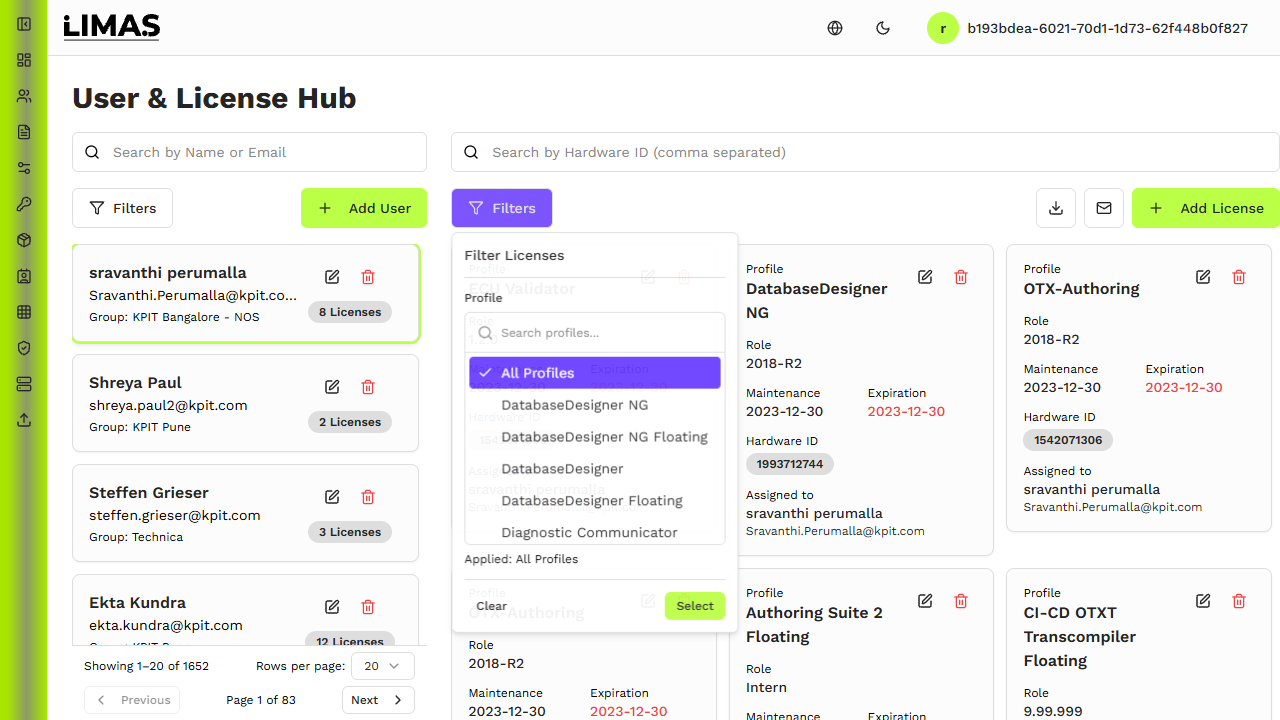 LIMAS
r
b193bdea-6021-70d1-1d73-62f448b0f827
User & License Hub
Search by Name or Email
Search by Hardware ID (comma separated)
Filters
Add User
Filters
Add License
sravanthi perumalla
Sravanthi.Perumalla@kpit.co...
Group: KPIT Bangalore - NOS
8 Licenses
Shreya Paul
shreya.paul2@kpit.com
Group: KPIT Pune
2 Licenses
Steffen Grieser
steffen.grieser@kpit.com
Group: Technica
3 Licenses
Ekta Kundra
ekta.kundra@kpit.com
12 Licenses
Showing 1–20 of 1652
Rows per page:
20
Previous
Page 1 of 83
Next
Filter Licenses
Profile
ECU Validator
Profile
Search profiles...
All Profiles
DatabaseDesigner NG
DatabaseDesigner NG Floating
DatabaseDesigner
DatabaseDesigner Floating
Diagnostic Communicator
Applied: All Profiles
Clear
Select
Profile
OTX-Authoring
Role
2018-R2
Maintenance
Expiration
2023-12-30
2023-12-30
Profile
DatabaseDesigner
NG
Role
2018-R2
Maintenance
Expiration
2023-12-30
2023-12-30
Hardware ID
1993712744
Assigned to
sravanthi perumalla
Sravanthi.Perumalla@kpit.com
Profile
OTX-Authoring
Role
2018-R2
Maintenance
Expiration
2023-12-30
2023-12-30
Hardware ID
1542071306
Assigned to
sravanthi perumalla
Sravanthi.Perumalla@kpit.com
Profile
Authoring Suite 2
Floating
Role
Intern
Maintenance
Expiration
Profile
CI-CD OTXT
Transcompiler
Floating
Role
9.99.999